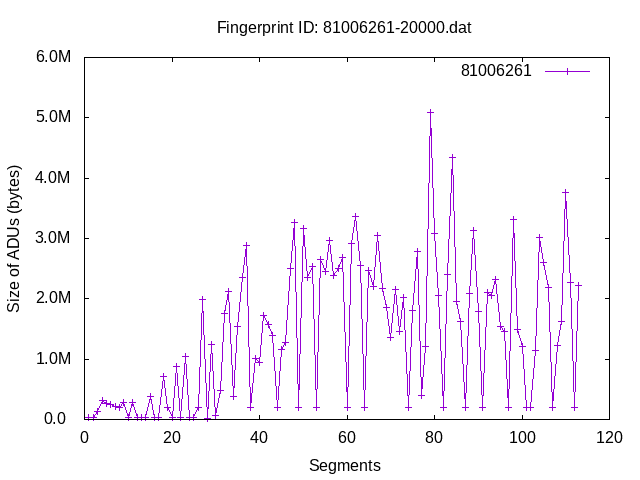 Fingerprint ID: 81006261-20000.dat
81006261
6.0M
5.0M
4.0M
3.0M
2.0M
1.0M
0.0
Size of ADUs (bytes)
0 20 40 60 80 100 120
Segments